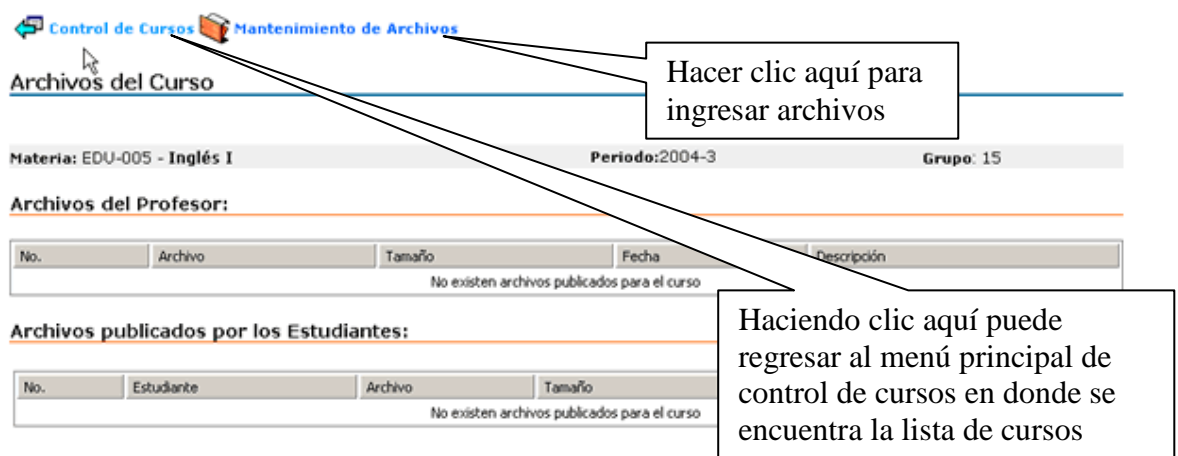 Control de Cursos Mantenimiento de Archivos
Hacer clic aquí para
ingresar archivos
Archivos del Curso
Materia: EDU-005 - Inglés I Periodo:2004-3 Grupo: 15
Archivos del Profesor:
No. Archivo Tamaño Fecha Descripción
No existen archivos publicados para el curso
Archivos publicados por los Estudiantes:
No. Estudiante Archivo Tamaño
No existen archivos publicados para el curso
Haciendo clic aquí puede
regresar al menú principal de
control de cursos en donde se
encuentra la lista de cursos